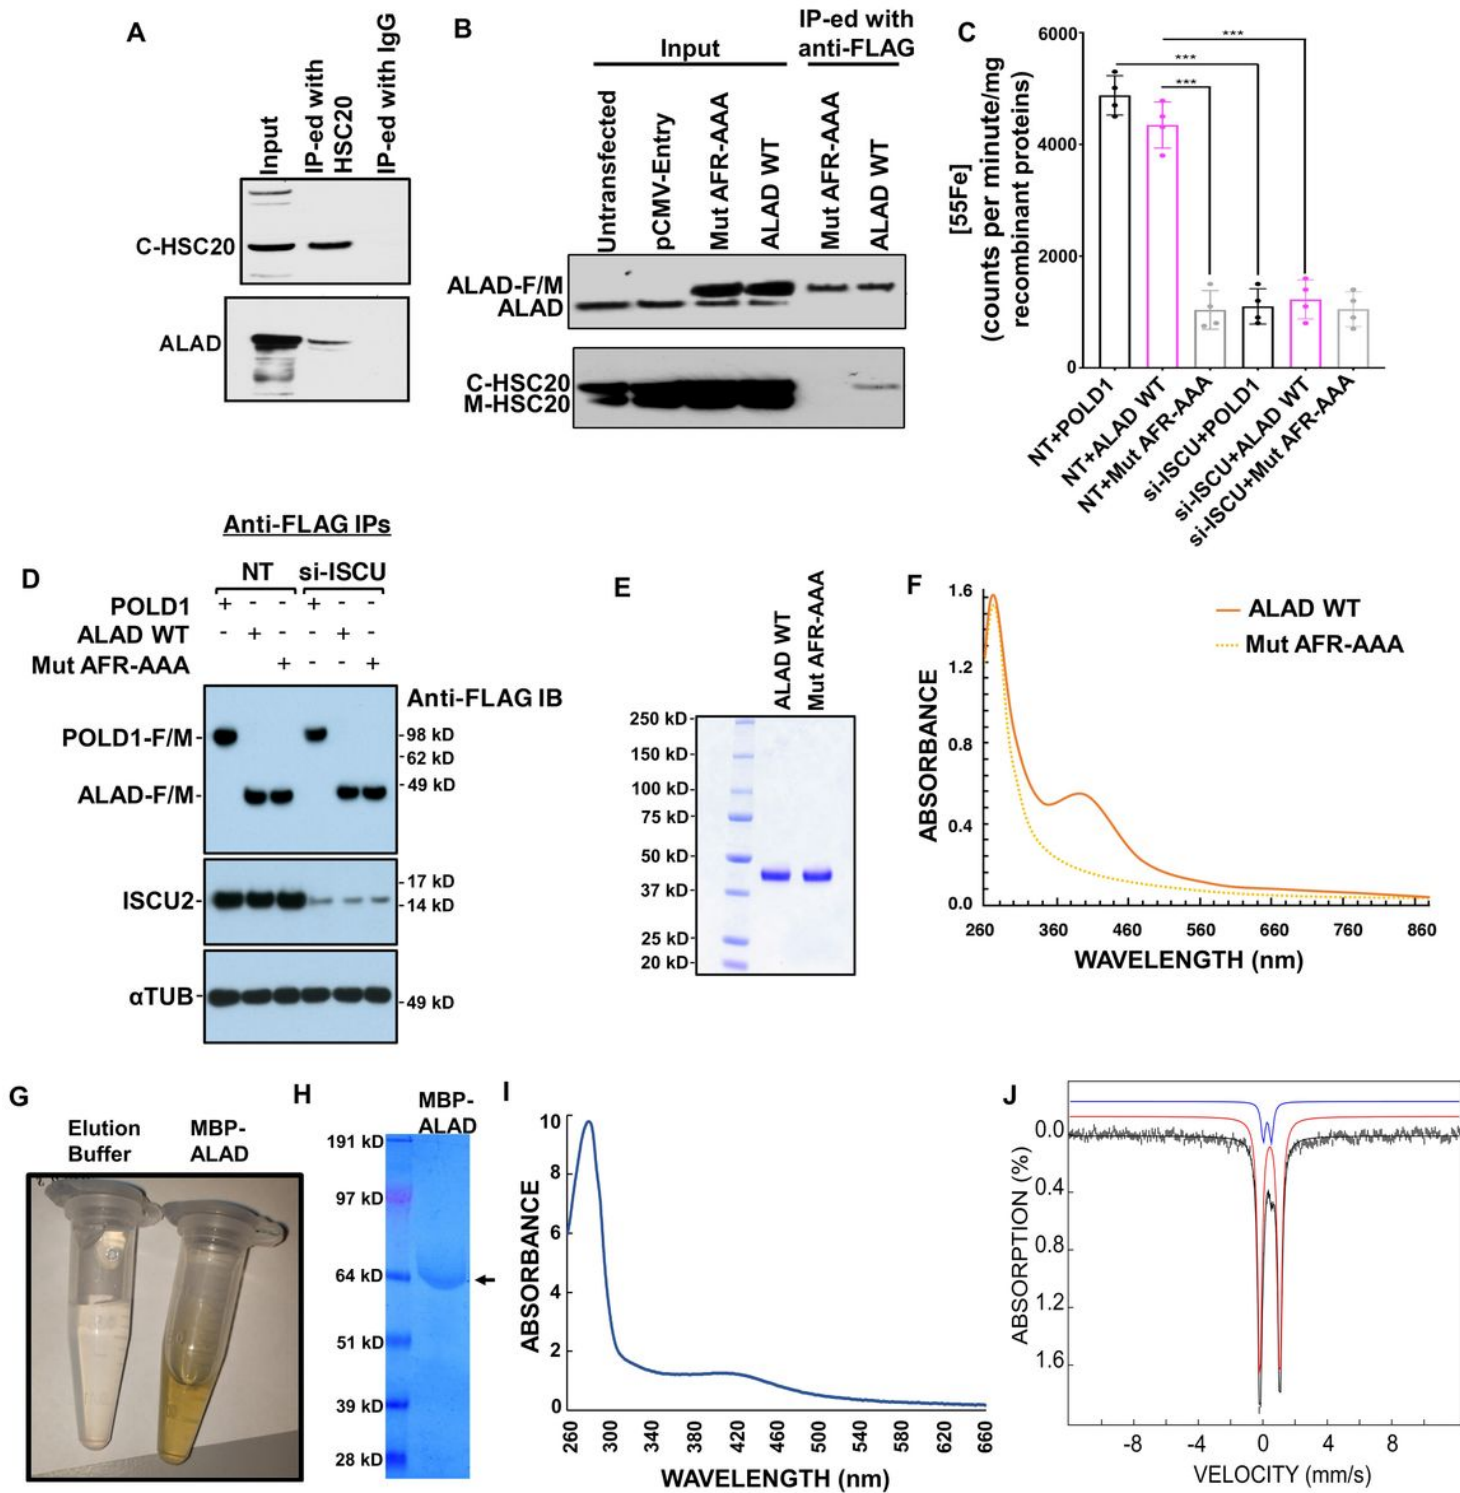 A
Input
IP-ed with
HSC20
IP-ed with IgG
C-HSC20
ALAD
B
Input
IP-ed with
anti-FLAG
Untransfected
pCMV-Entry
Mut AFR-AAA
ALAD WT
Mut AFR-AAA
ALAD WT
ALAD-F/M
ALAD
C-HSC20
M-HSC20
C
[55Fe]
(counts per minute/mg
recombinant proteins)
6000
4000
2000
0
***
***
***
NT+POLD1
NT+ALAD WT
NT+Mut AFR-AAA
si-ISCU+POLD1
si-ISCU+ALAD WT
si-ISCU+Mut AFR-AAA
D
Anti-FLAG IPs
NT si-ISCU
POLD1 + - - + - -
ALAD WT - + - - + -
Mut AFR-AAA - - + - - +
Anti-FLAG IB
POLD1-F/M-
-98 kD
-62 kD
ALAD-F/M-
-49 kD
ISCU2-
-17 kD
-14 kD
αTUB-
-49 kD
E
ALAD WT
Mut AFR-AAA
250 kD-
150 kD-
100 kD-
75 kD-
50 kD-
37 kD-
25 kD-
20 kD-
F
ABSORBANCE
1.6
1.2
0.8
0.4
0.0
260 360 460 560 660 760 860
WAVELENGTH (nm)
ALAD WT
Mut AFR-AAA
G
Elution
Buffer
MBP-
ALAD
H
MBP-
ALAD
191 kD
97 kD
64 kD
51 kD
39 kD
28 kD
I
ABSORBANCE
10
8
6
4
2
0
260 300 340 380 420 460 500 540 580 620 660
WAVELENGTH (nm)
J
ABSORPTION (%)
0.0
0.4
0.8
1.2
1.6
-8 -4 0 4 8
VELOCITY (mm/s)